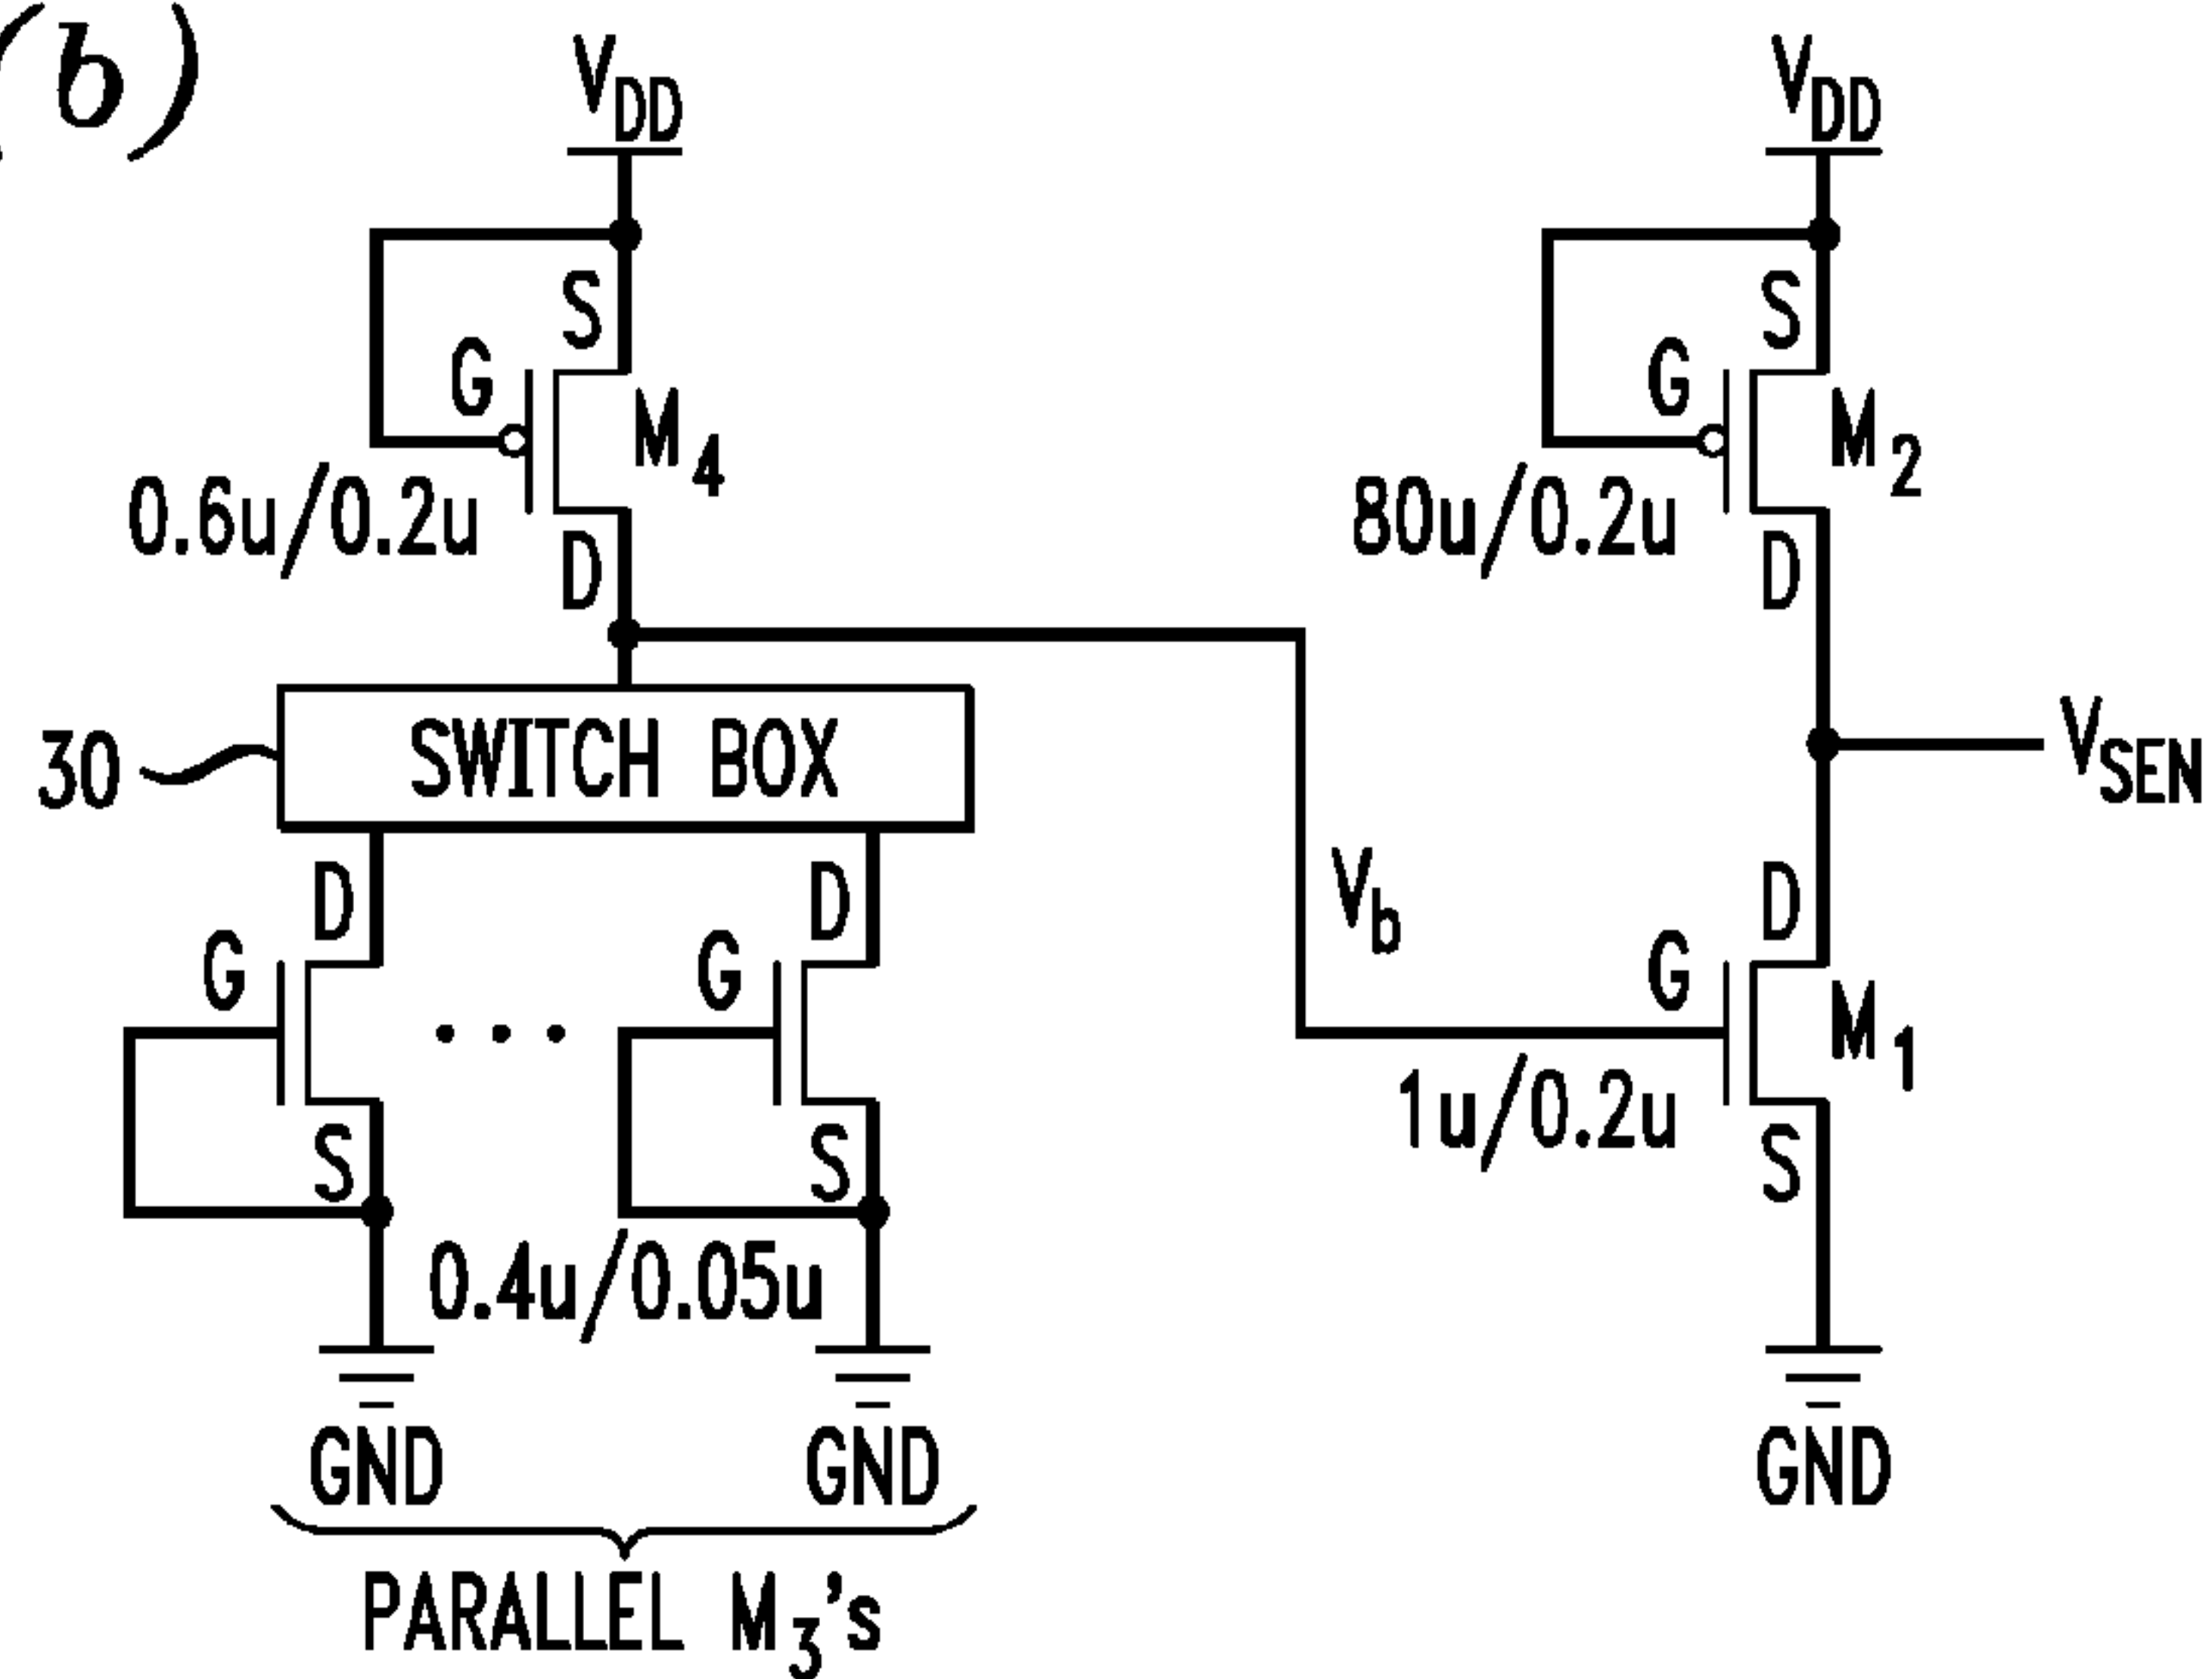 (b)
VDD
VDD
S
S
G
G
M4
M2
0.6u/0.2u
80u/0.2u
D
D
30
SWITCH BOX
VSEN
D
D
Vb
D
G
G
G
M1
1u/0.2u
S
S
S
0.4u/0.05u
GND
GND
GND
PARALLEL M3's